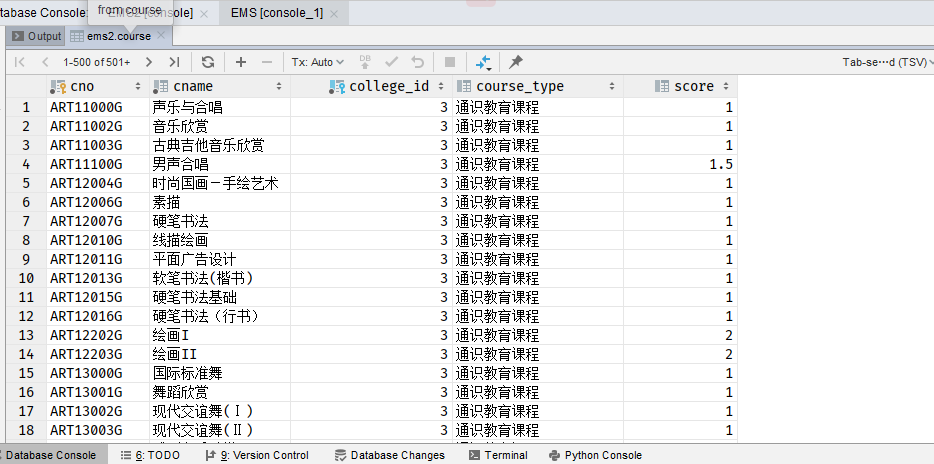 tabase Console: EMS2 [console] EMS [console_1]
from course
Output ems2.course
1-500 of 501+ Tx: Auto DB Tab-se...d (TSV)
cno cname college_id course_type score
1 ART11000G 声乐与合唱 3 通识教育课程 1
2 ART11002G 音乐欣赏 3 通识教育课程 1
3 ART11003G 古典吉他音乐欣赏 3 通识教育课程 1
4 ART11100G 男声合唱 3 通识教育课程 1.5
5 ART12004G 时尚国画－手绘艺术 3 通识教育课程 1
6 ART12006G 素描 3 通识教育课程 1
7 ART12007G 硬笔书法 3 通识教育课程 1
8 ART12010G 线描绘画 3 通识教育课程 1
9 ART12011G 平面广告设计 3 通识教育课程 1
10 ART12013G 软笔书法(楷书) 3 通识教育课程 1
11 ART12015G 硬笔书法基础 3 通识教育课程 1
12 ART12016G 硬笔书法（行书） 3 通识教育课程 1
13 ART12202G 绘画I 3 通识教育课程 2
14 ART12203G 绘画II 3 通识教育课程 2
15 ART13000G 国际标准舞 3 通识教育课程 1
16 ART13001G 舞蹈欣赏 3 通识教育课程 1
17 ART13002G 现代交谊舞(Ⅰ) 3 通识教育课程 1
18 ART13003G 现代交谊舞(Ⅱ) 3 通识教育课程 1
Database Console 6: TODO 9: Version Control Database Changes Terminal Python Console